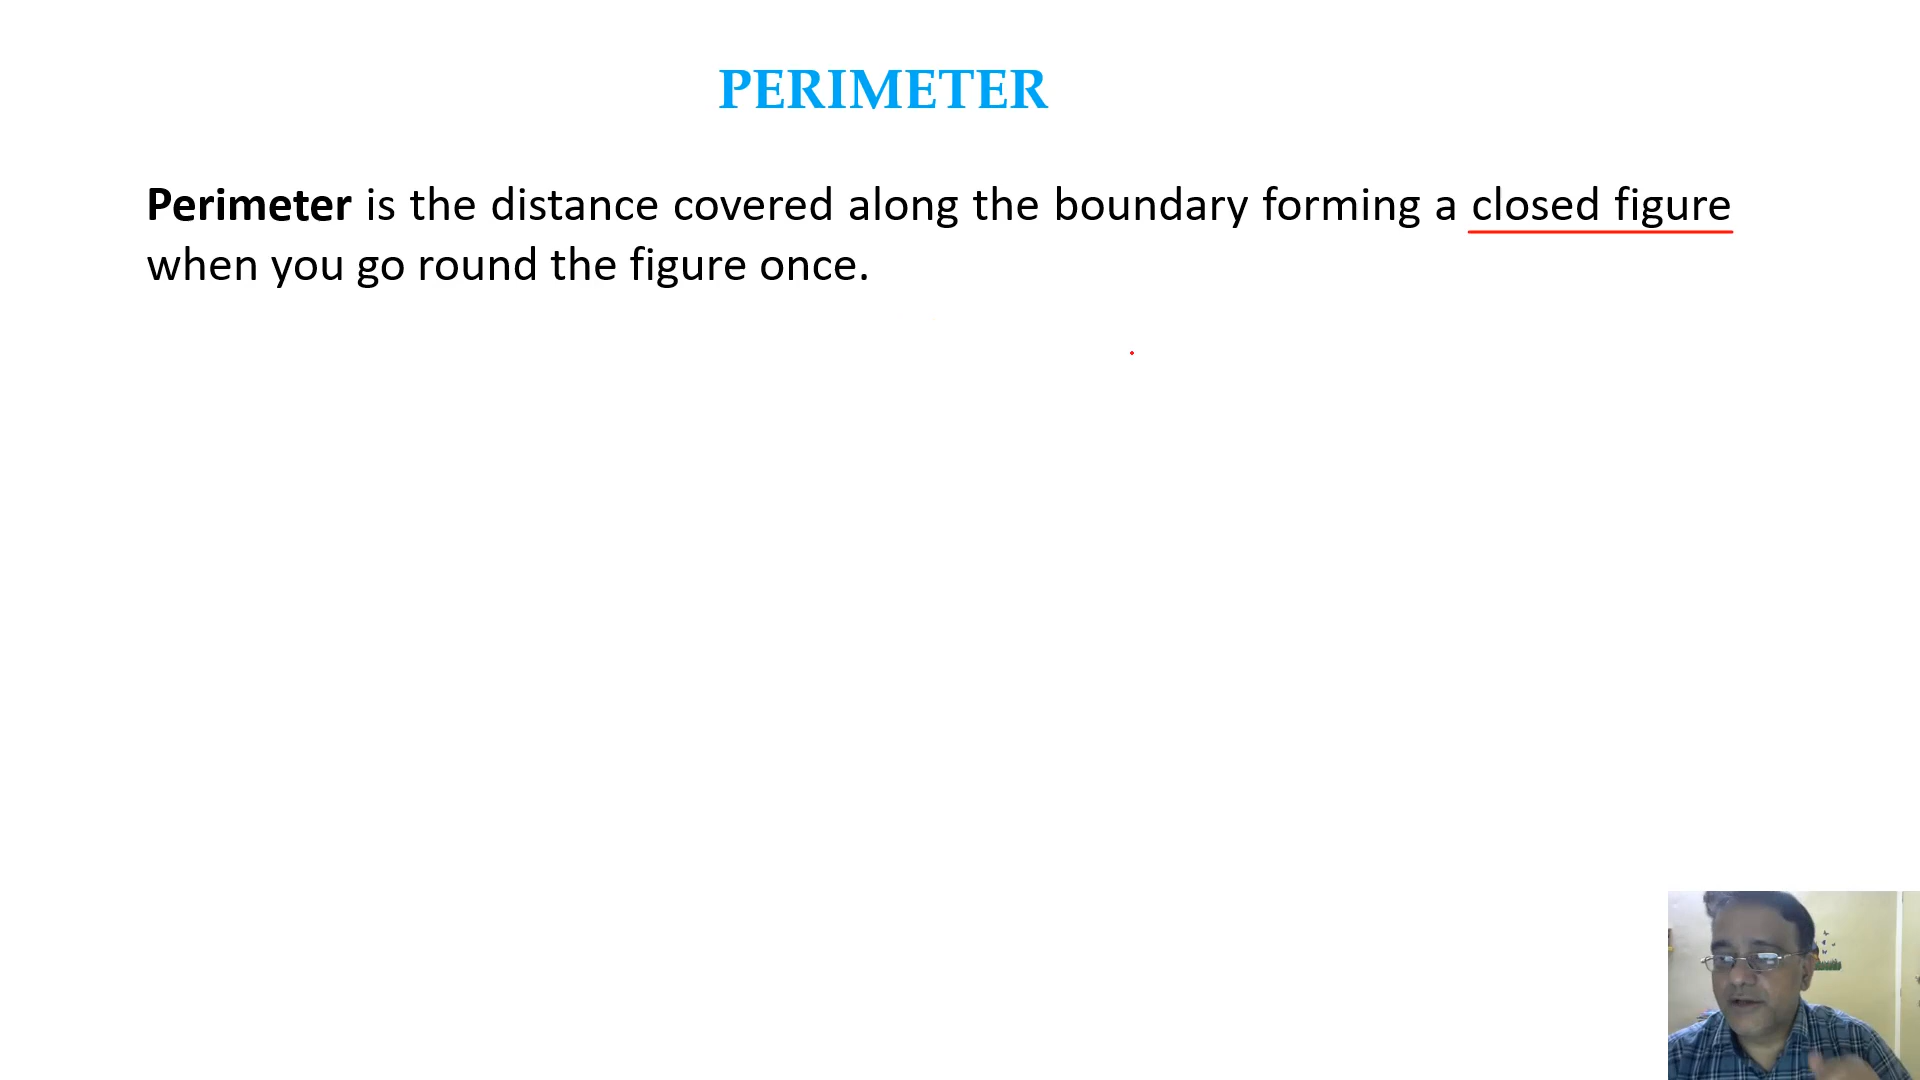 PERIMETER
Perimeter is the distance covered along the boundary forming a closed figure
when you go round the figure once.